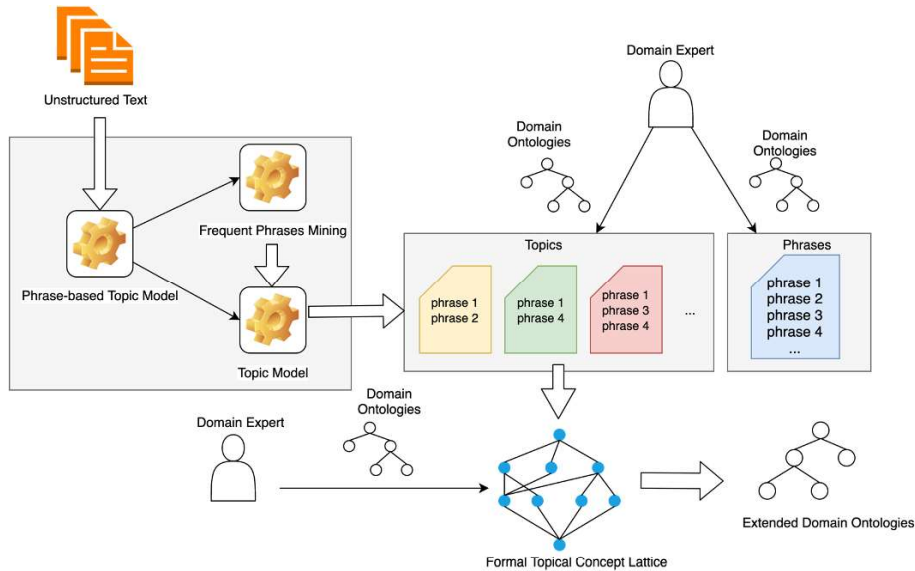 Unstructured Text
Domain Expert
Domain
Ontologies
Domain
Ontologies
Frequent Phrases Mining
Phrase-based Topic Model
Topic Model
Topics
phrase 1
phrase 2
phrase 1
phrase 4
phrase 1
phrase 3
phrase 4
...
Phrases
phrase 1
phrase 2
phrase 3
phrase 4
...
Domain Expert
Domain
Ontologies
Formal Topical Concept Lattice
Extended Domain Ontologies